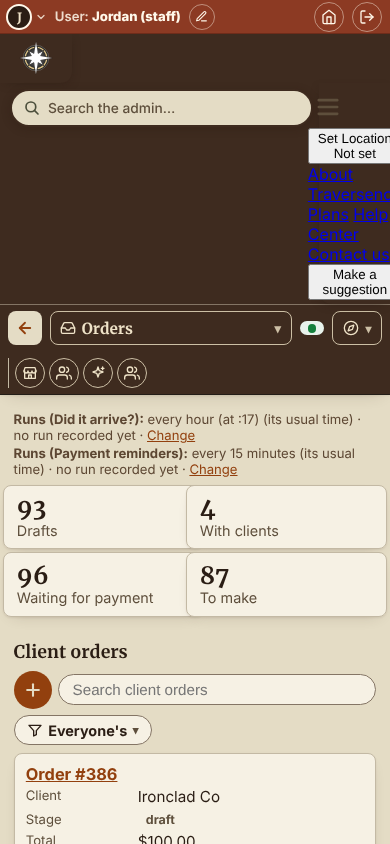 J User: Jordan (staff)
Search the admin...
Set Location
Not set
About
Traversend
Plans Help
Center
Contact us
Make a
suggestion
Orders
Runs (Did it arrive?): every hour (at :17) (its usual time) ·
no run recorded yet · Change
Runs (Payment reminders): every 15 minutes (its usual
time) · no run recorded yet · Change
93
Drafts
4
With clients
96
Waiting for payment
87
To make
Client orders
Search client orders
Everyone's
Order #386
Client Ironclad Co
Stage draft
Total $100.00